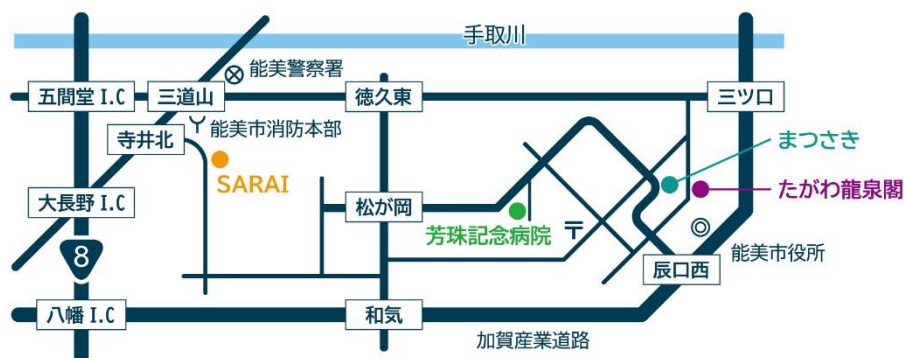 手取川
能美警察署
五間堂 I.C
三道山
徳久東
三ツ口
能美市消防本部
寺井北
まつさき
SARAI
たがわ龍泉閣
大長野 I.C
松が岡
芳珠記念病院
〒
能美市役所
8
辰口西
八幡 I.C
和気
加賀産業道路